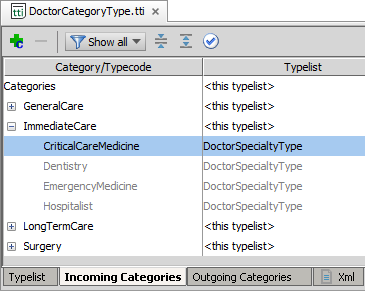 DoctorCategoryType.tti
Show all
Category/Typecode Typelist
Categories <this typelist>
GeneralCare <this typelist>
ImmediateCare <this typelist>
CriticalCareMedicine DoctorSpecialtyType
Dentistry DoctorSpecialtyType
EmergencyMedicine DoctorSpecialtyType
Hospitalist DoctorSpecialtyType
LongTermCare <this typelist>
Surgery <this typelist>
Typelist Incoming Categories Outgoing Categories Xml